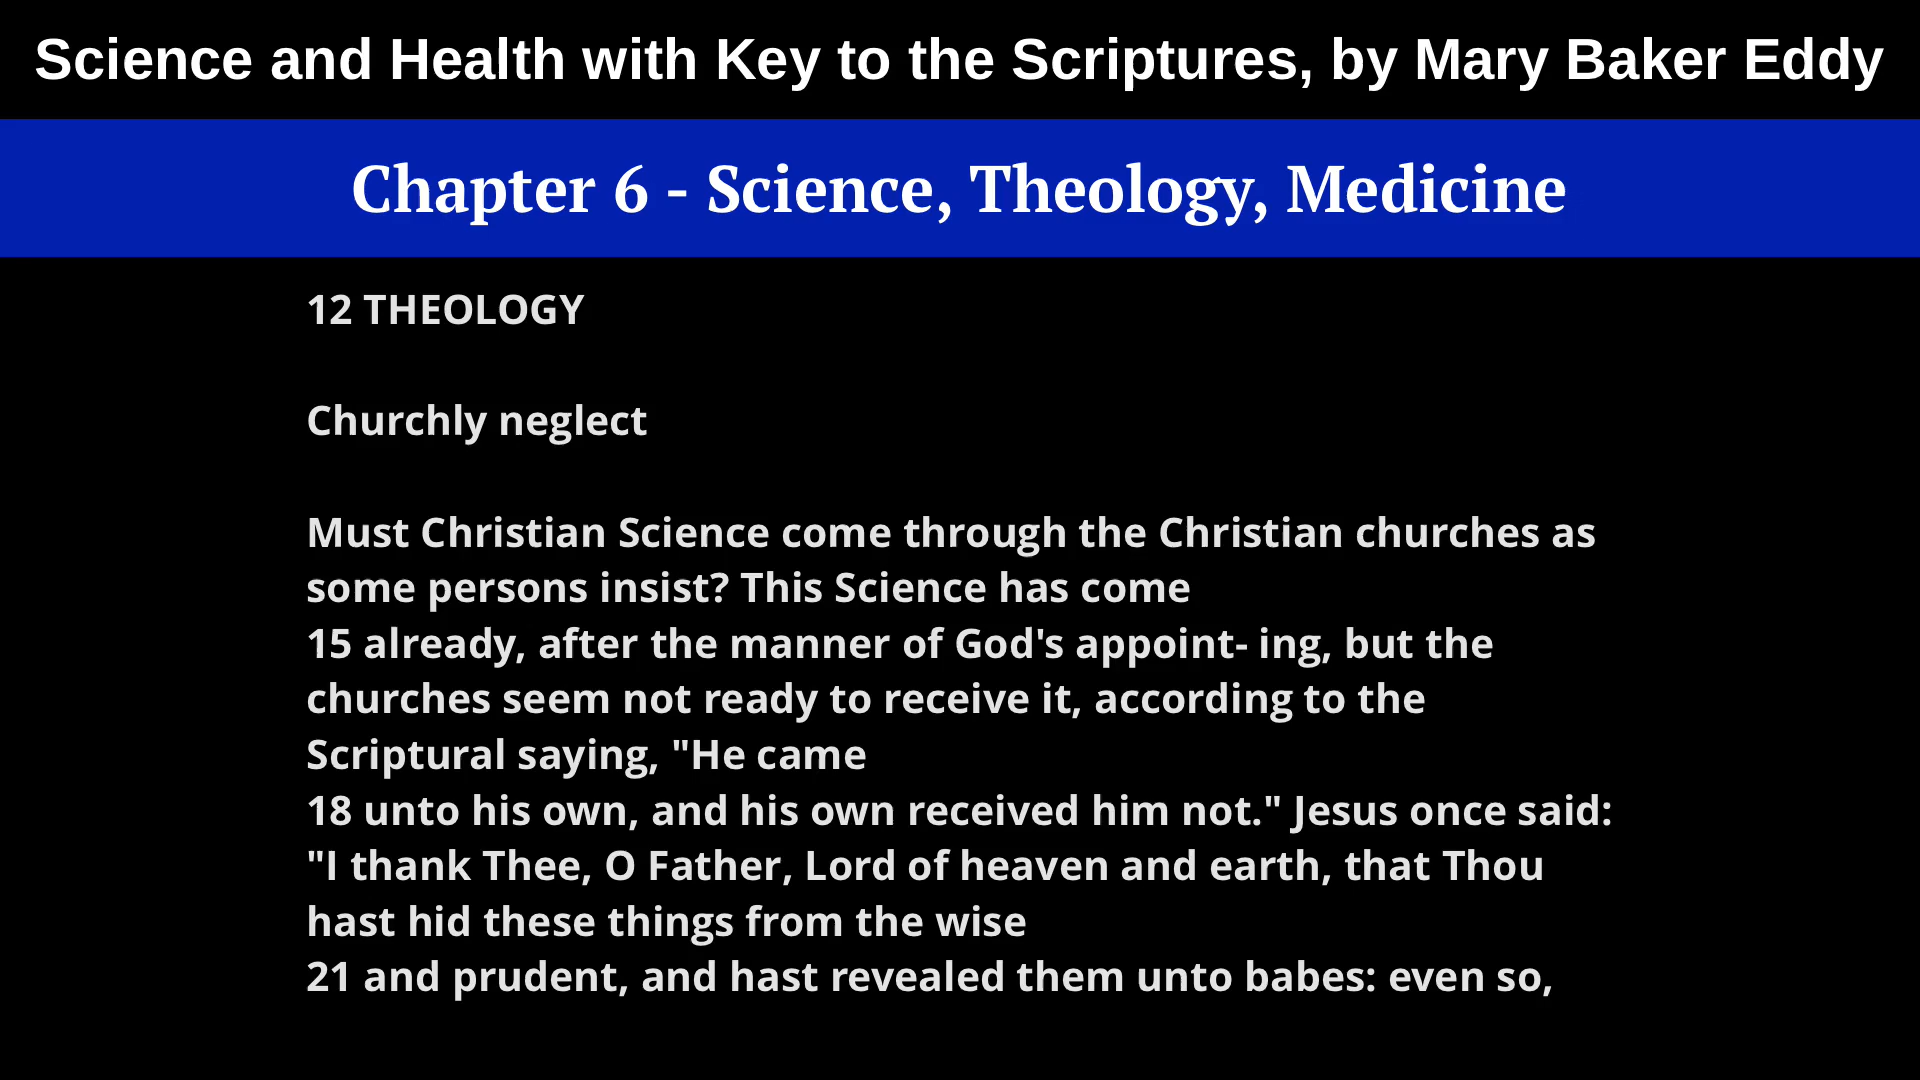 Science and Health with Key to the Scriptures, by Mary Baker Eddy
Chapter 6 - Science, Theology, Medicine
12 THEOLOGY
Churchly neglect
Must Christian Science come through the Christian churches as
some persons insist? This Science has come
15 already, after the manner of God's appoint- ing, but the
churches seem not ready to receive it, according to the
Scriptural saying, "He came
18 unto his own, and his own received him not." Jesus once said:
"I thank Thee, O Father, Lord of heaven and earth, that Thou
hast hid these things from the wise
21 and prudent, and hast revealed them unto babes: even so,